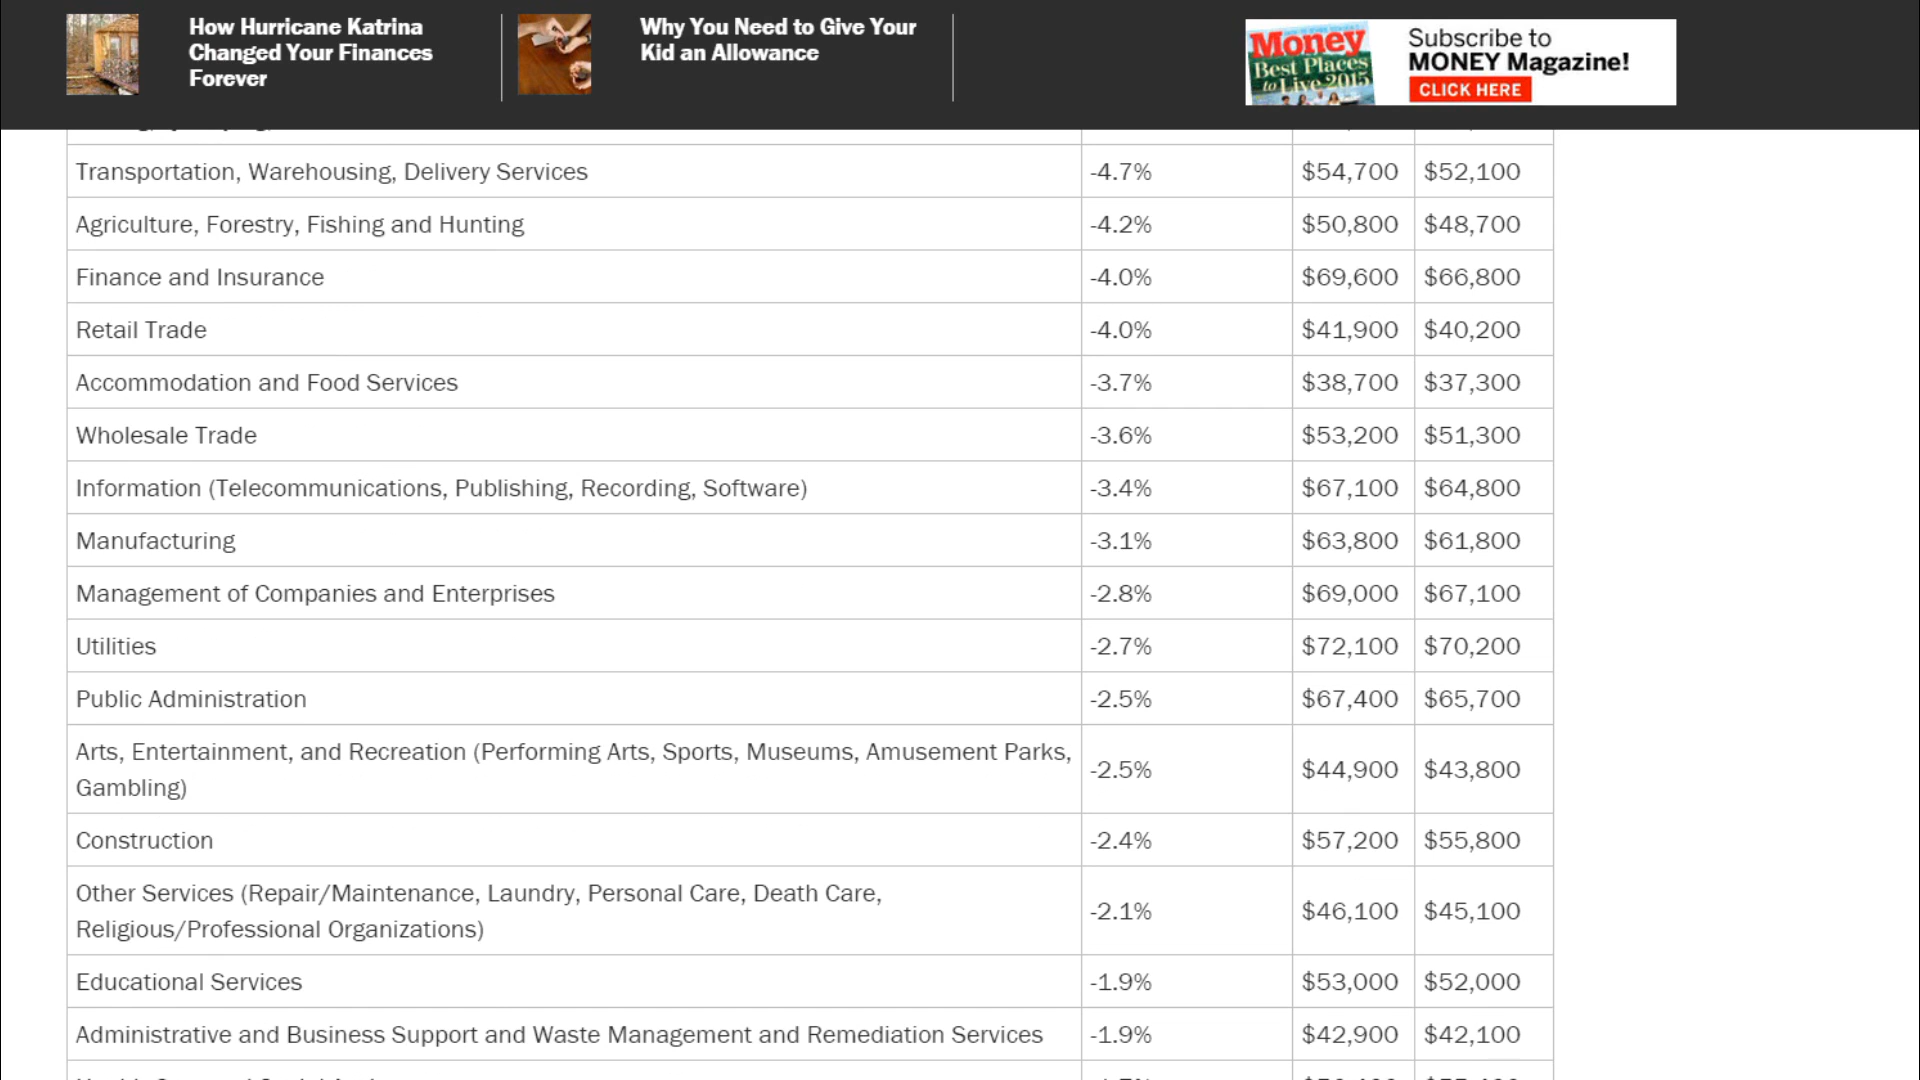 How Hurricane Katrina
Changed Your Finances
Forever
Why You Need to Give Your
Kid an Allowance
Money
Best Places
to Live 2015
Subscribe to
MONEY Magazine!
CLICK HERE
Transportation, Warehousing, Delivery Services -4.7% $54,700 $52,100
Agriculture, Forestry, Fishing and Hunting -4.2% $50,800 $48,700
Finance and Insurance -4.0% $69,600 $66,800
Retail Trade -4.0% $41,900 $40,200
Accommodation and Food Services -3.7% $38,700 $37,300
Wholesale Trade -3.6% $53,200 $51,300
Information (Telecommunications, Publishing, Recording, Software) -3.4% $67,100 $64,800
Manufacturing -3.1% $63,800 $61,800
Management of Companies and Enterprises -2.8% $69,000 $67,100
Utilities -2.7% $72,100 $70,200
Public Administration -2.5% $67,400 $65,700
Arts, Entertainment, and Recreation (Performing Arts, Sports, Museums, Amusement Parks,
Gambling) -2.5% $44,900 $43,800
Construction -2.4% $57,200 $55,800
Other Services (Repair/Maintenance, Laundry, Personal Care, Death Care,
Religious/Professional Organizations) -2.1% $46,100 $45,100
Educational Services -1.9% $53,000 $52,000
Administrative and Business Support and Waste Management and Remediation Services -1.9% $42,900 $42,100